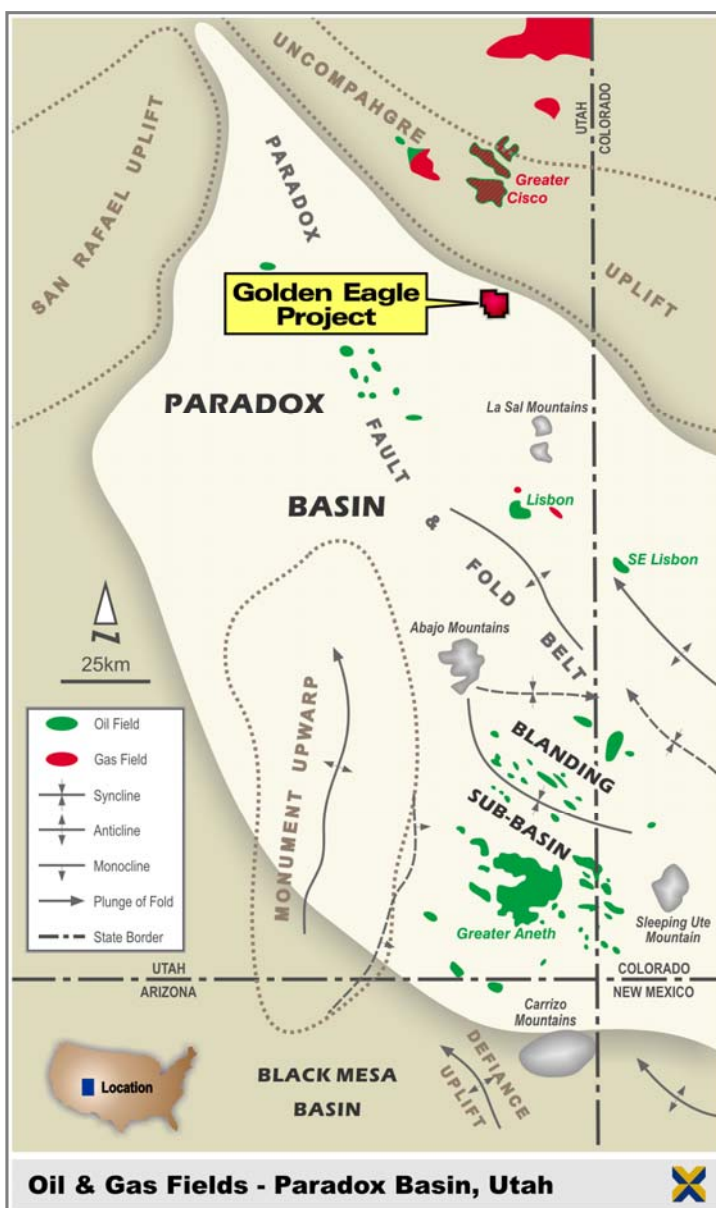 UNCOMPAHGRE
UPLIFT
UTAH
COLORADO
SAN RAFAEL UPLIFT
PARADOX
Greater
Cisco
Golden Eagle
Project
PARADOX
BASIN
FAULT
&
FOLD
BELT
La Sal Mountains
Lisbon
SE Lisbon
Abajo Mountains
Z
25km
MONUMENT UPWARP
BLANDING
SUB-BASIN
Oil Field
Gas Field
Syncline
Anticline
Monocline
Plunge of Fold
State Border
Greater Aneth
Sleeping Ute
Mountain
UTAH
ARIZONA
COLORADO
NEW MEXICO
Carrizo
Mountains
Location
BLACK MESA
BASIN
DEFIANCE
UPLIFT
Oil & Gas Fields - Paradox Basin, Utah